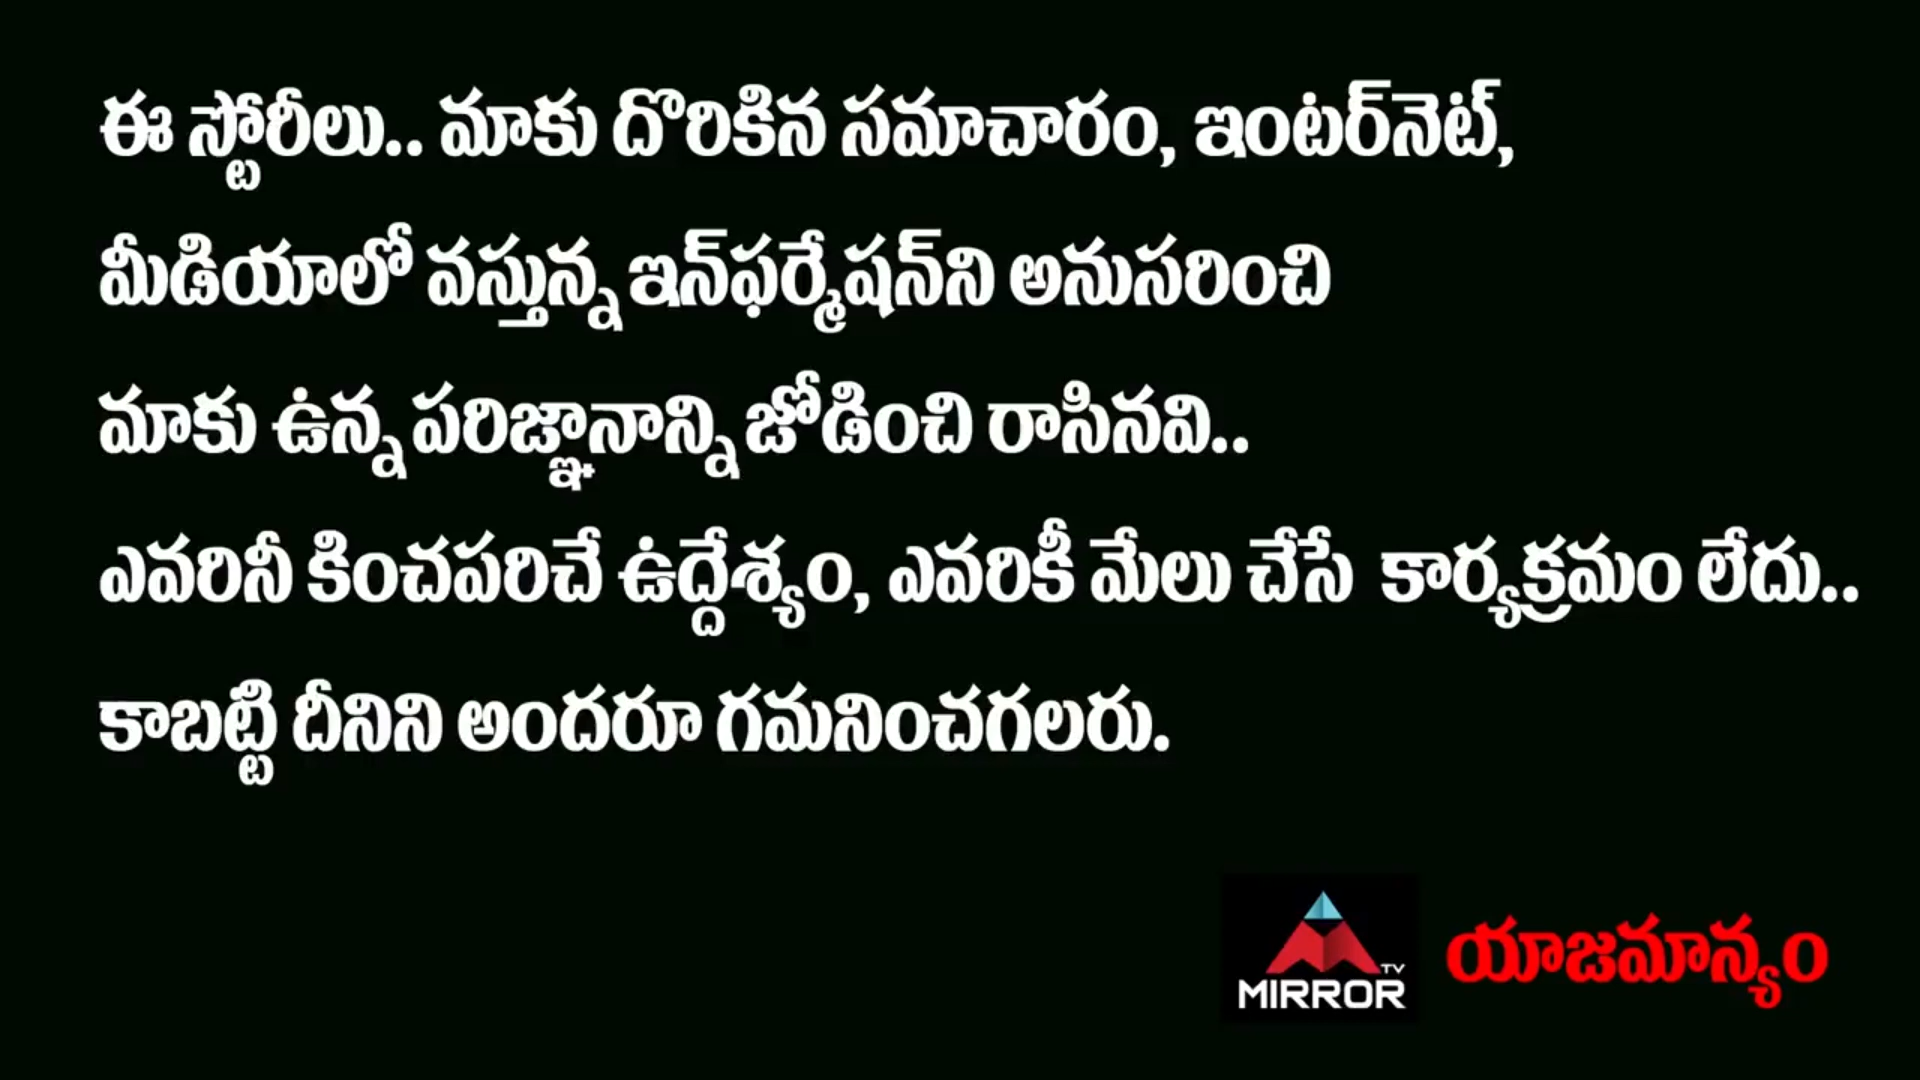 ఈ స్టోరీలు.. మాకు దొరికిన సమాచారం, ఇంటర్‌నెట్,
మీడియాలో వస్తున్న ఇన్‌ఫర్మేషన్‌ని అనుసరించి
మాకు ఉన్న పరిజ్ఞానాన్ని జోడించి రాసినవి..
ఎవరినీ కించపరిచే ఉద్దేశ్యం, ఎవరికీ మేలు చేసే కార్యక్రమం లేదు..
కాబట్టి దీనిని అందరూ గమనించగలరు.
TV
MIRROR
యాజమాన్యం